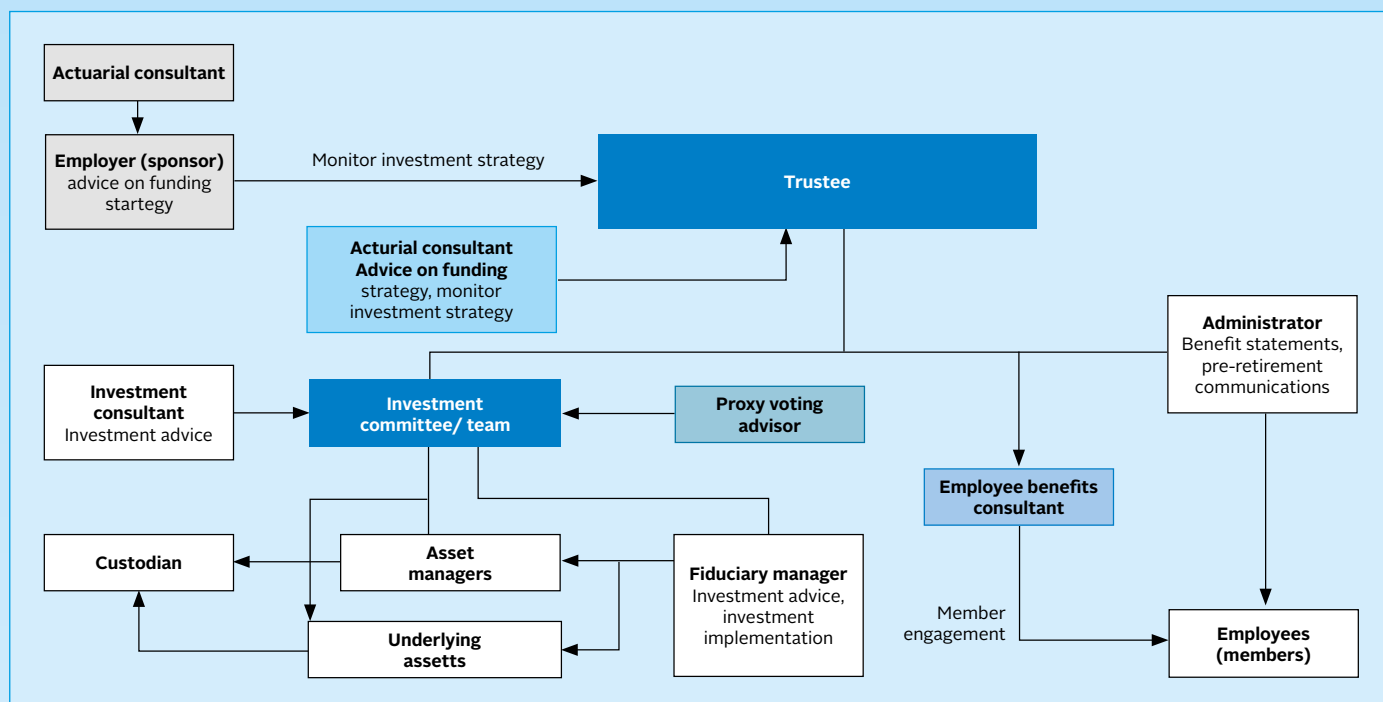 Actuarial consultant
Employer (sponsor)
advice on funding
startegy
Monitor investment strategy
Trustee
Acturial consultant
Advice on funding
strategy, monitor
investment strategy
Administrator
Benefit statements,
pre-retirement
communications
Investment
consultant
Investment advice
Investment
committee/ team
Proxy voting
advisor
Employee benefits
consultant
Custodian
Asset
managers
Fiduciary manager
Investment advice,
investment
implementation
Underlying
assetts
Member
engagement
Employees
(members)